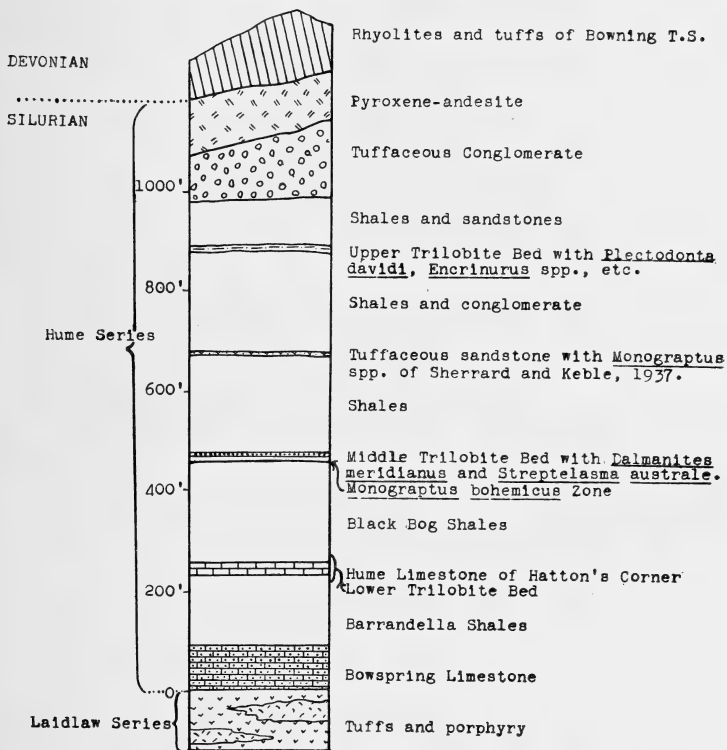 Rhyolites and tuffs of Bowning T.S.
DEVONIAN
Pyroxene-andesite
SILURIAN
Tuffaceous Conglomerate
1000'.
Shales and sandstones
Upper Trilobite Bed with Plectodonta
davidi, Encrinurus spp., etc.
800'.
Shales and conglomerate
Hume Series
Tuffaceous sandstone with Monograptus
spp. of Sherrard and Keble, 1937.
600'.
Shales
Middle Trilobite Bed with Dalmanites
meridianus and Streptelasma australe.
Monograptus bohemicus Zone
400'.
Black Bog Shales
Hume Limestone of Hatton's Corner
Lower Trilobite Bed
200'.
Barrandella Shales
Bowspring Limestone
0
Laidlaw Series
Tuffs and porphyry